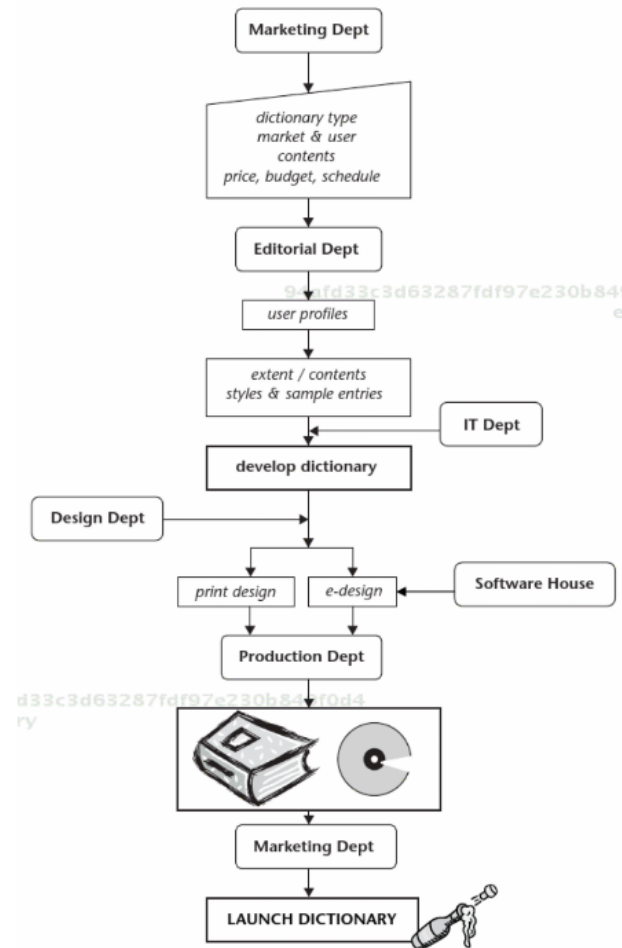 Marketing Dept
dictionary type
market & user
contents
price, budget, schedule
Editorial Dept
user profiles
extent / contents
styles & sample entries
IT Dept
develop dictionary
Design Dept
print design
e-design
Software House
Production Dept
Marketing Dept
LAUNCH DICTIONARY